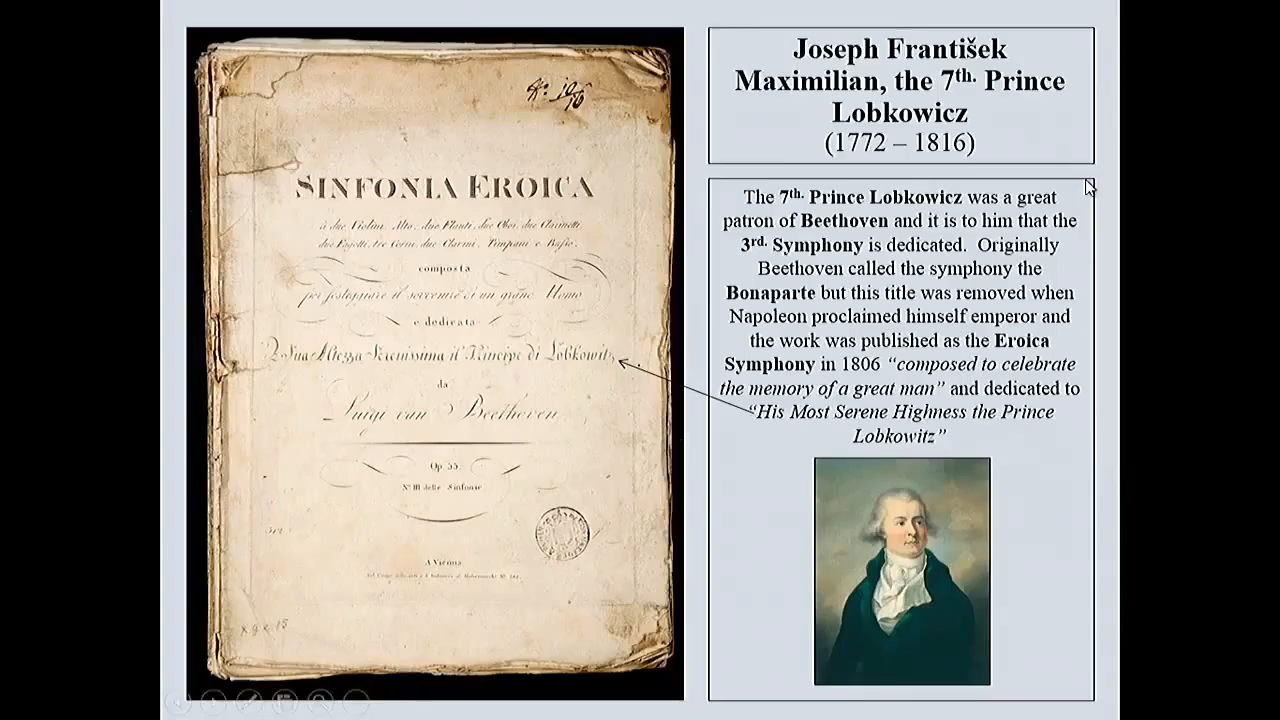 Nº 10/16
SINFONIA EROICA
à due Violini, Alto, due Flauti, due Oboi, due Clarinetti,
due Fagotti, tre Corni, due Clarini, Timpani e Basso.
composta
per festeggiare il sovvenire di un grand Uomo
e dedicata
A Sua Altezza Serenissima il Principe di Lobkowitz
da
Luigi van Beethoven
Op. 55.
Nº III delle Sinfonie
312
A Vienna
Joseph František
Maximilian, the 7th. Prince
Lobkowicz
(1772 – 1816)
The 7th. Prince Lobkowicz was a great
patron of Beethoven and it is to him that the
3rd. Symphony is dedicated. Originally
Beethoven called the symphony the
Bonaparte but this title was removed when
Napoleon proclaimed himself emperor and
the work was published as the Eroica
Symphony in 1806 “composed to celebrate
the memory of a great man” and dedicated to
“His Most Serene Highness the Prince
Lobkowitz”